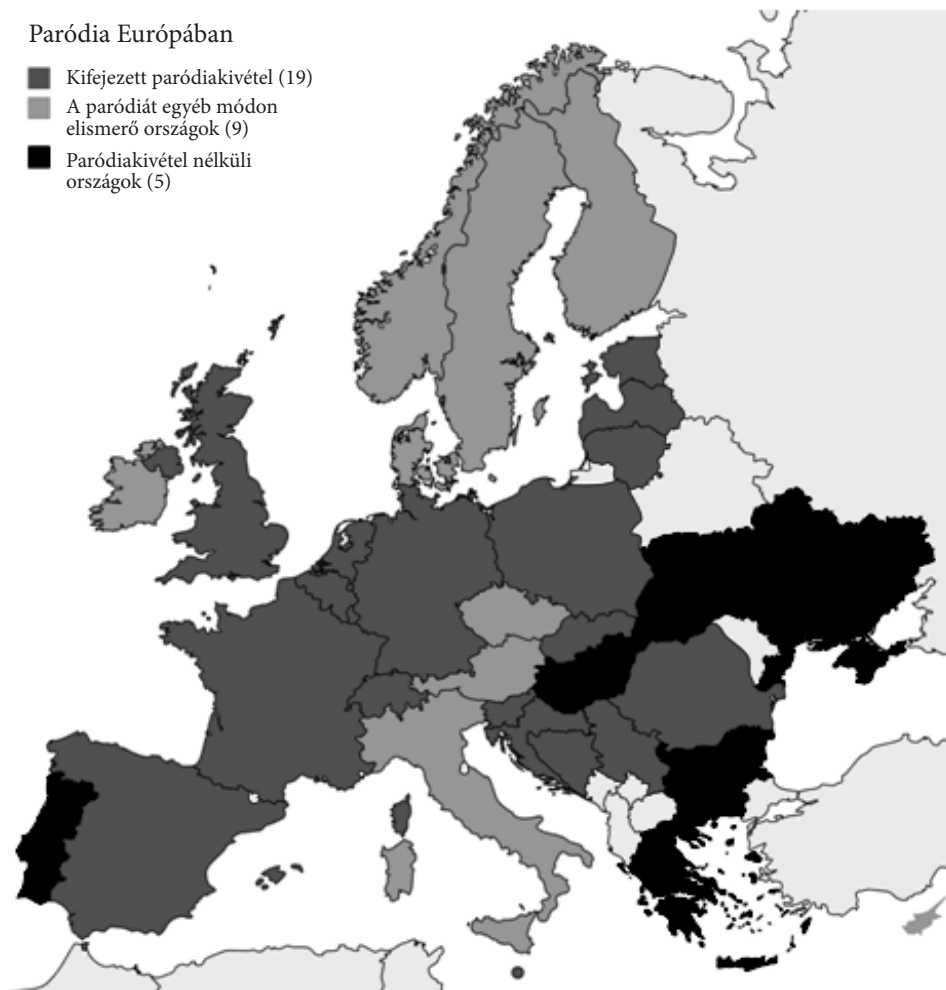 Paródia Európában
Kifejezett paródiakivétel (19)
A paródiát egyéb módon
elismerő országok (9)
Paródiakivétel nélküli
országok (5)